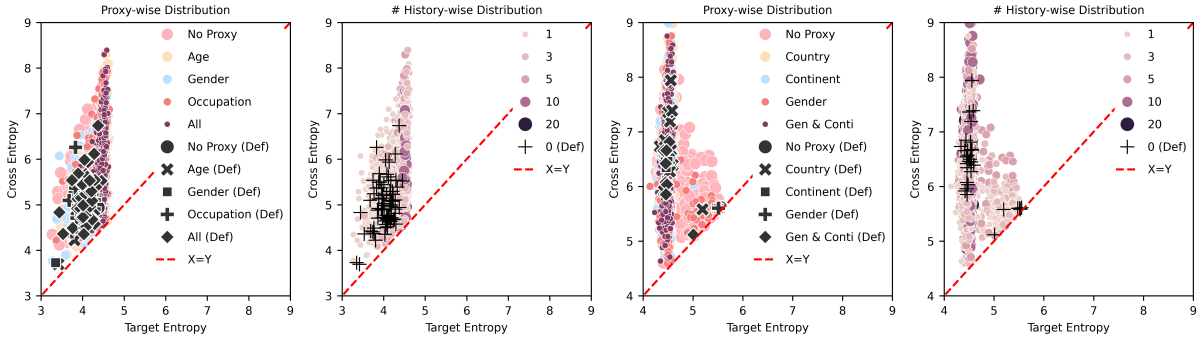 Proxy-wise Distribution
Cross Entropy
9
8
7
6
5
4
3
No Proxy
Age
Gender
Occupation
All
No Proxy (Def)
Age (Def)
Gender (Def)
Occupation (Def)
All (Def)
X=Y
3 4 5 6 7 8 9
Target Entropy
# History-wise Distribution
Cross Entropy
9
8
7
6
5
4
3
1
3
5
10
20
0 (Def)
X=Y
3 4 5 6 7 8 9
Target Entropy
Proxy-wise Distribution
Cross Entropy
9
8
7
6
5
4
No Proxy
Country
Continent
Gender
Gen & Conti
No Proxy (Def)
Country (Def)
Continent (Def)
Gender (Def)
Gen & Conti (Def)
X=Y
4 5 6 7 8 9
Target Entropy
# History-wise Distribution
Cross Entropy
9
8
7
6
5
4
1
3
5
10
20
0 (Def)
X=Y
4 5 6 7 8 9
Target Entropy